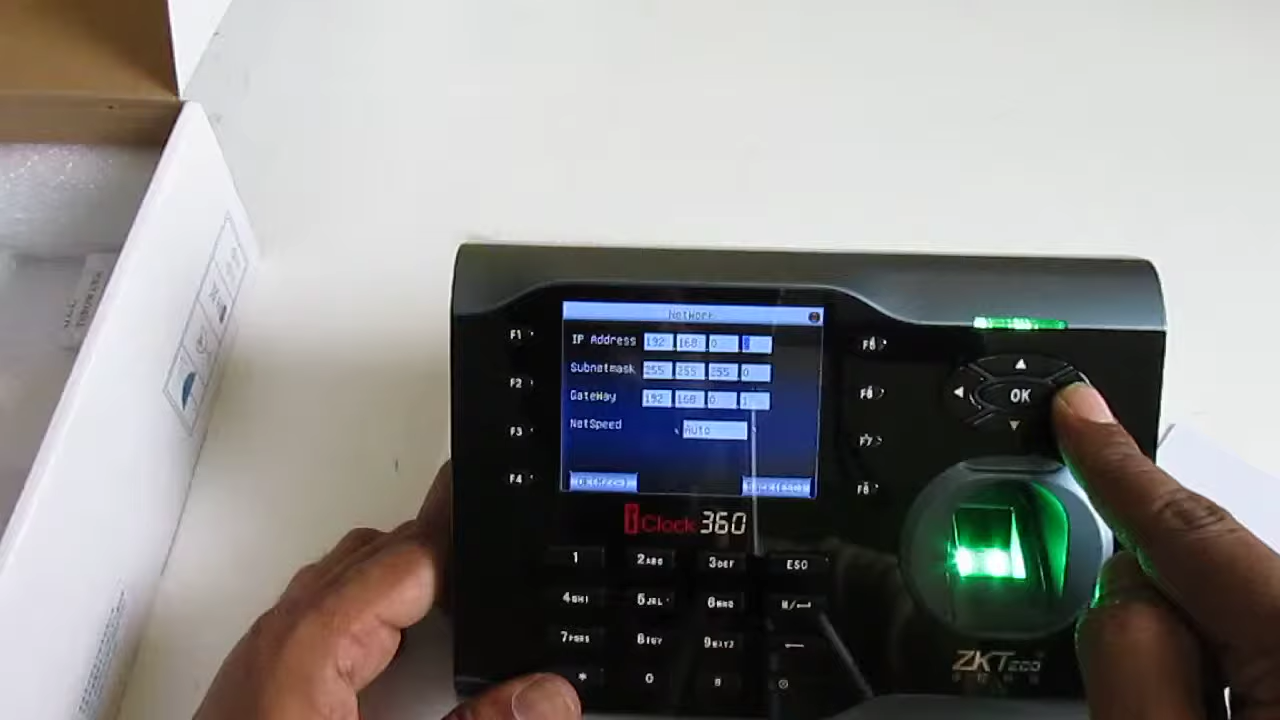 Network
IP Address 192 168 0
Subnetmask 255 255 255 0
GateWay 192 168 0 1
NetSpeed Auto
F1
F2
F3
F4
F7
F8
OK
iClock 360
1 2ABC 3DEF ESC
4GHI 5JKL 6MNO M/
7PQRS 8TUV 9WXYZ
* 0
ZKTeco